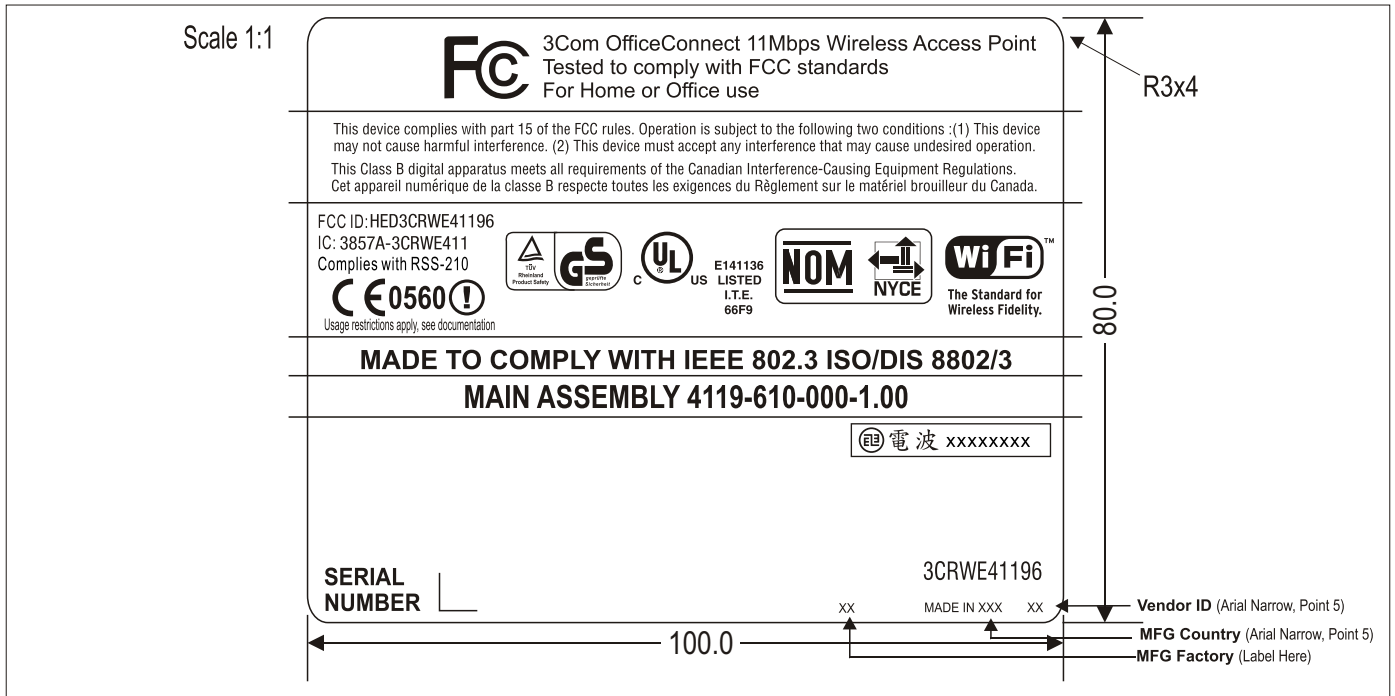 Scale 1:1
FCC
3Com OfficeConnect 11Mbps Wireless Access Point
Tested to comply with FCC standards
For Home or Office use
R3x4
This device complies with part 15 of the FCC rules. Operation is subject to the following two conditions :(1) This device
may not cause harmful interference. (2) This device must accept any interference that may cause undesired operation.
This Class B digital apparatus meets all requirements of the Canadian Interference-Causing Equipment Regulations.
Cet appareil numérique de la classe B respecte toutes les exigences du Règlement sur le matériel brouilleur du Canada.
FCC ID: HED3CRWE41196
IC: 3857A-3CRWE411
Complies with RSS-210
CE 0560 !
Usage restrictions apply, see documentation
TÜV
Rheinland
Product Safety
GS
geprüfte
Sicherheit
C UL ® US
E141136
LISTED
I.T.E.
66F9
NOM
NYCE
Wi Fi ™
The Standard for
Wireless Fidelity.
80.0
MADE TO COMPLY WITH IEEE 802.3 ISO/DIS 8802/3
MAIN ASSEMBLY 4119-610-000-1.00
電波 xxxxxxxx
SERIAL
NUMBER
3CRWE41196
XX MADE IN XXX XX
Vendor ID (Arial Narrow, Point 5)
MFG Country (Arial Narrow, Point 5)
MFG Factory (Label Here)
100.0